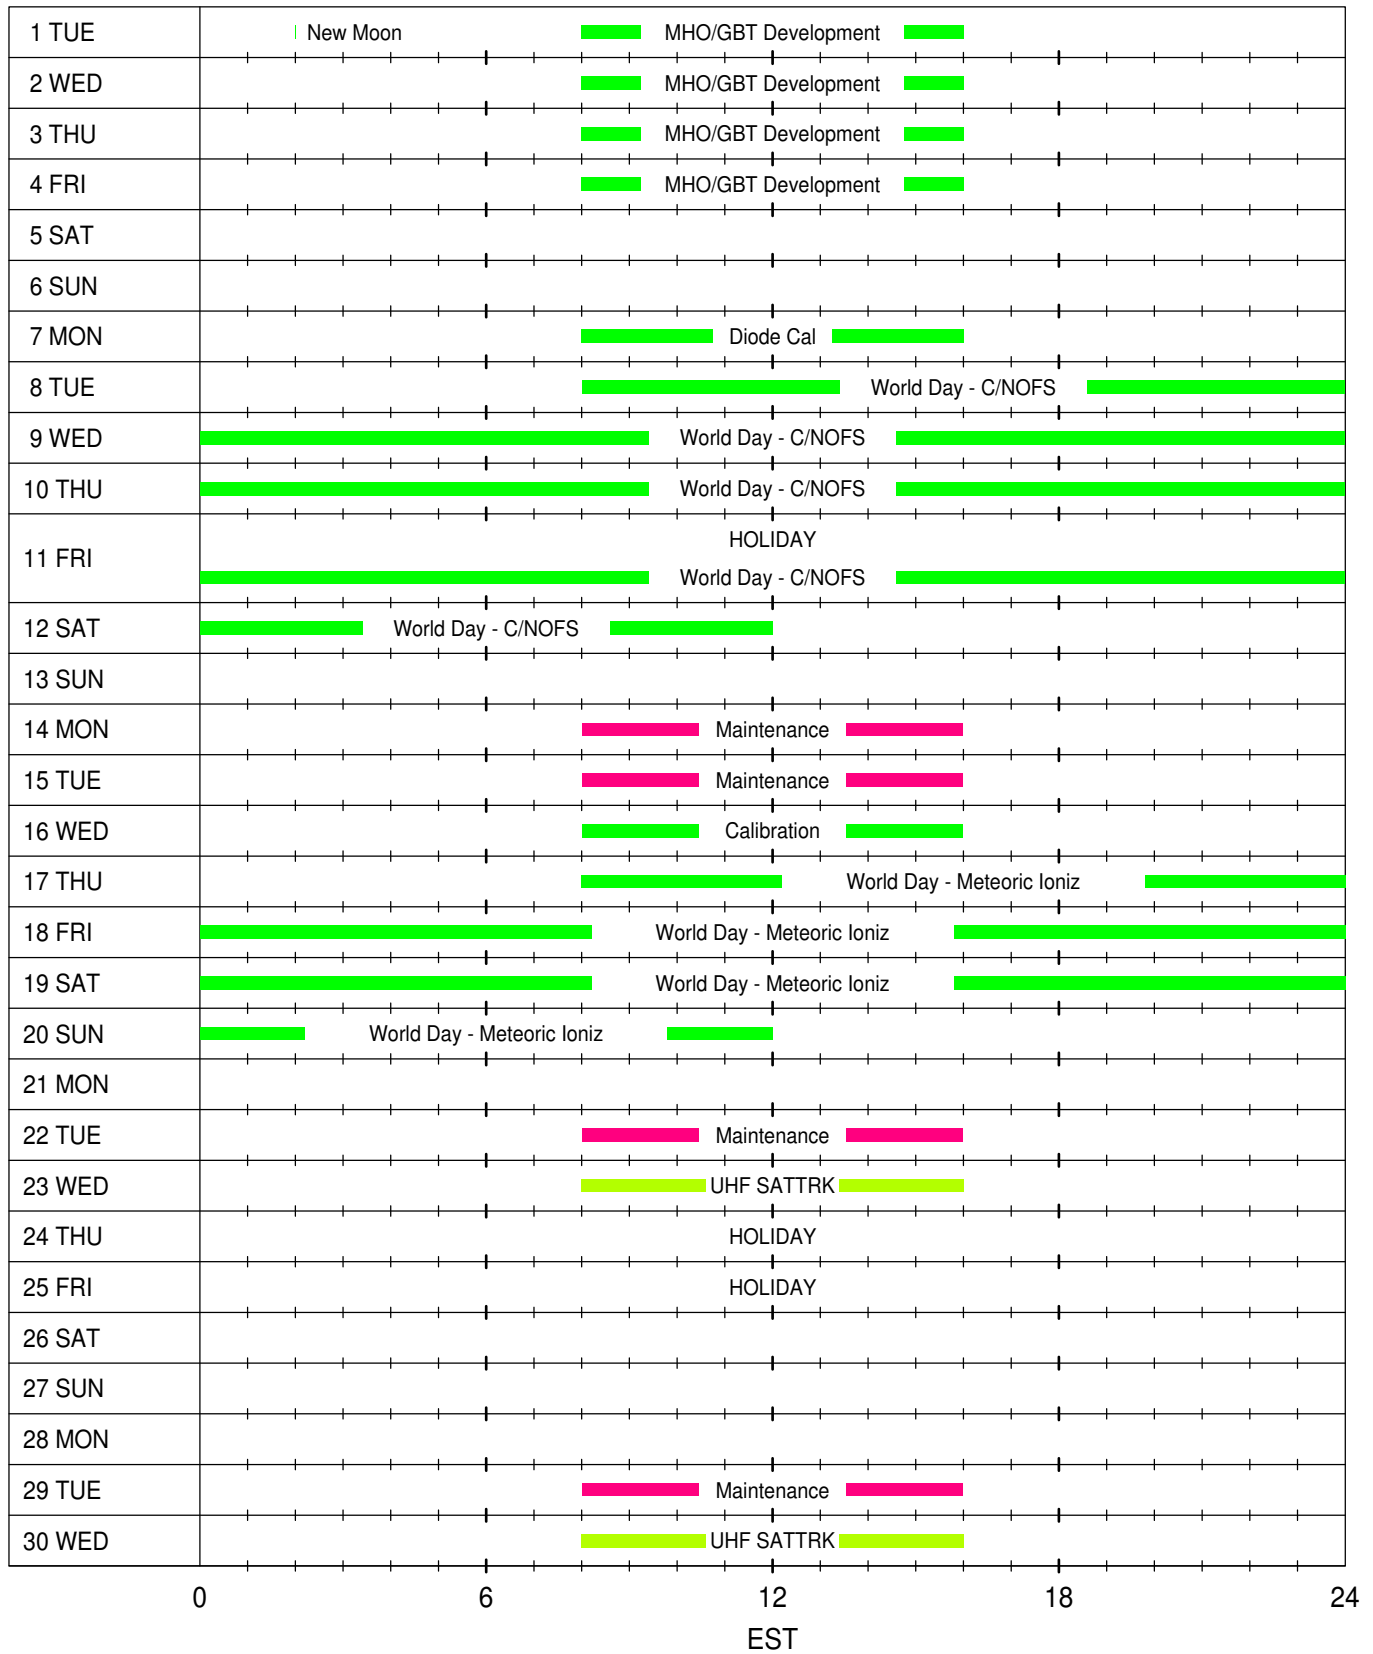 1 TUE New Moon MHO/GBT Development
2 WED MHO/GBT Development
3 THU MHO/GBT Development
4 FRI MHO/GBT Development
5 SAT
6 SUN
7 MON Diode Cal
8 TUE World Day - C/NOFS
9 WED World Day - C/NOFS
10 THU World Day - C/NOFS
HOLIDAY
11 FRI
World Day - C/NOFS
12 SAT World Day - C/NOFS
13 SUN
14 MON Maintenance
15 TUE Maintenance
16 WED Calibration
17 THU World Day - Meteoric Ioniz
18 FRI World Day - Meteoric Ioniz
19 SAT World Day - Meteoric Ioniz
20 SUN World Day - Meteoric Ioniz
21 MON
22 TUE Maintenance
23 WED UHF SATTRK
24 THU HOLIDAY
25 FRI HOLIDAY
26 SAT
27 SUN
28 MON
29 TUE Maintenance
30 WED UHF SATTRK
0 6 12 18 24
EST